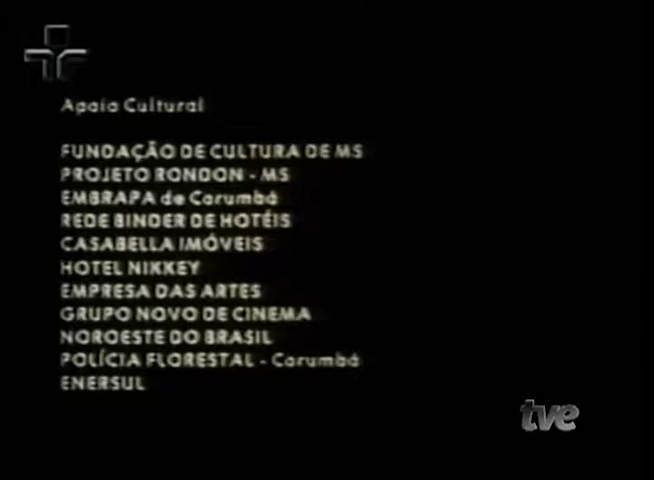 Apoio Cultural
FUNDAÇÃO DE CULTURA DE MS
PROJETO RONDON - MS
EMBRAPA de Corumbá
REDE BINDER DE HOTÉIS
CASABELLA IMÓVEIS
HOTEL NIKKEY
EMPRESA DAS ARTES
GRUPO NOVO DE CINEMA
NOROESTE DO BRASIL
POLÍCIA FLORESTAL - Corumbá
ENERSUL
tve